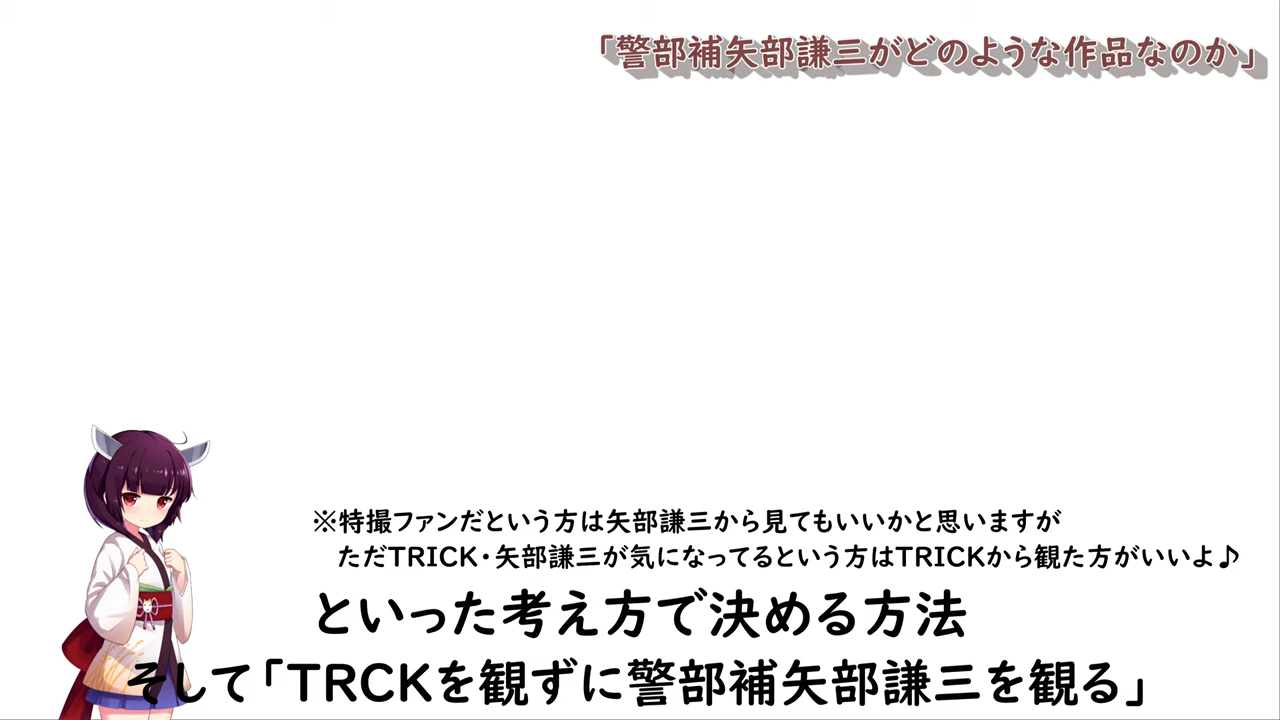 「警部補矢部謙三がどのような作品なのか」
※特撮ファンだという方は矢部謙三から見てもいいかと思いますが
ただTRICK・矢部謙三が気になってるという方はTRICKから観た方がいいよ♪
といった考え方で決める方法
そして「TRCKを観ずに警部補矢部謙三を観る」